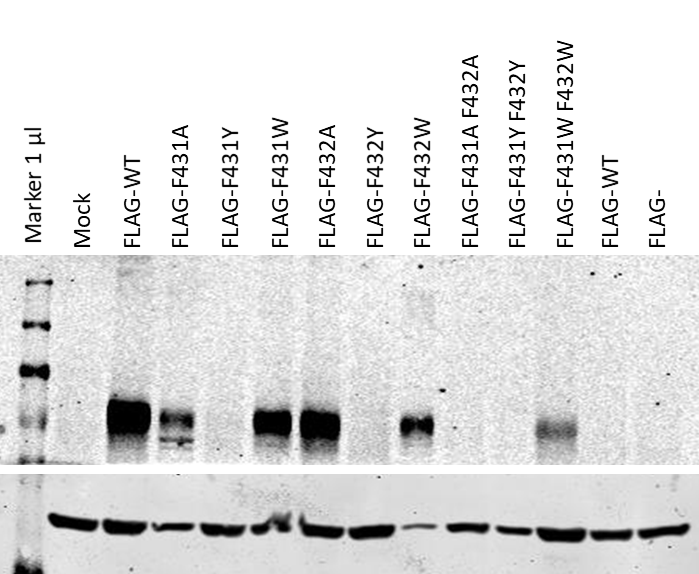 Marker 1 µl
Mock
FLAG-WT
FLAG-F431A
FLAG-F431Y
FLAG-F431W
FLAG-F432A
FLAG-F432Y
FLAG-F432W
FLAG-F431A F432A
FLAG-F431Y F432Y
FLAG-F431W F432W
FLAG-WT
FLAG-